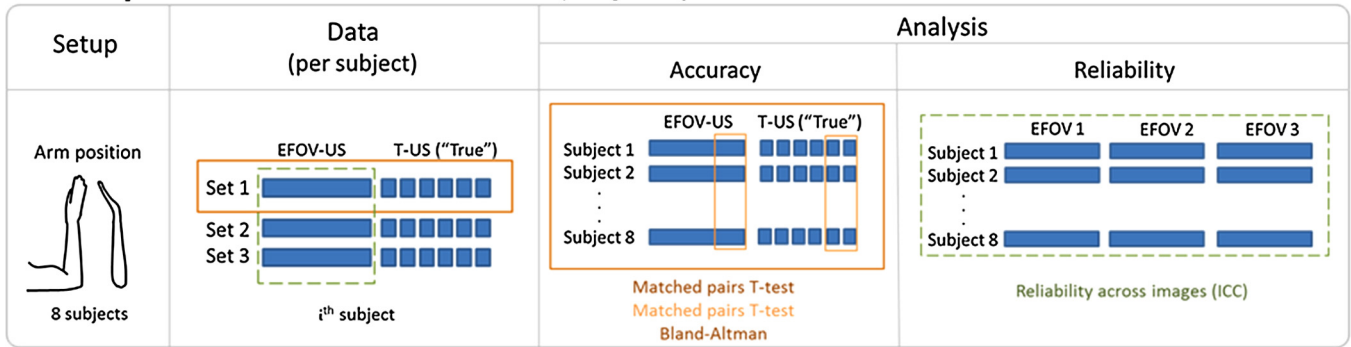 Setup
Data
(per subject)
Analysis
Accuracy
Reliability
Arm position
8 subjects
EFOV-US T-US ("True")
Set 1
Set 2
Set 3
ith subject
EFOV-US T-US ("True")
Subject 1
Subject 2
.
.
.
Subject 8
Matched pairs T-test
Matched pairs T-test
Bland-Altman
EFOV 1 EFOV 2 EFOV 3
Subject 1
Subject 2
.
.
.
Subject 8
Reliability across images (ICC)